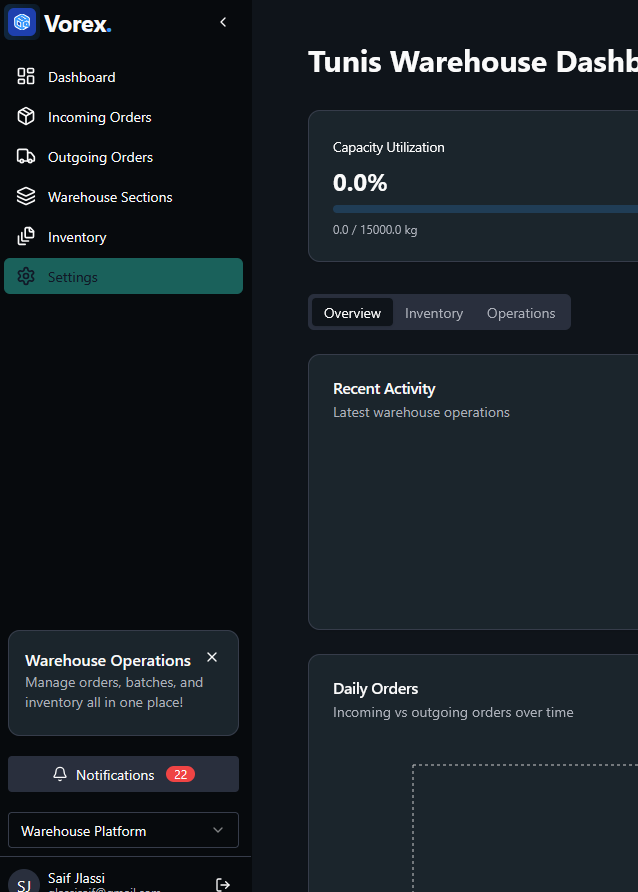 Vorex.
Dashboard
Incoming Orders
Outgoing Orders
Warehouse Sections
Inventory
Settings
Warehouse Operations
Manage orders, batches, and
inventory all in one place!
Notifications 22
Warehouse Platform
SJ
Saif Jlassi
Tunis Warehouse Dashb
Capacity Utilization
0.0%
0.0 / 15000.0 kg
Overview Inventory Operations
Recent Activity
Latest warehouse operations
Daily Orders
Incoming vs outgoing orders over time